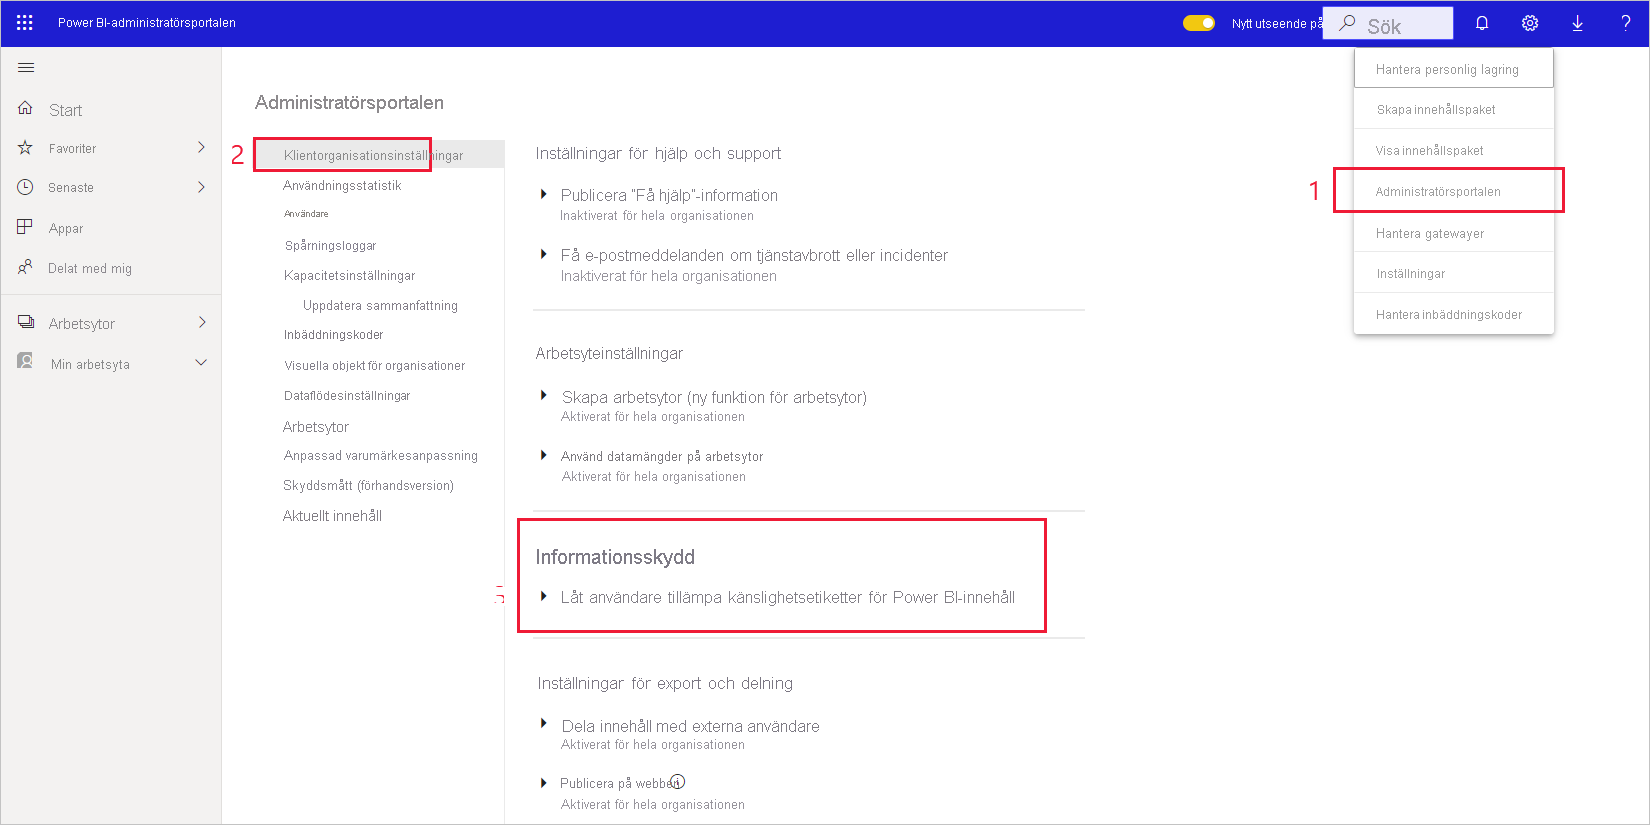 Power BI-administratörsportalen
Nytt utseende på
Sök
Start
Favoriter
Senaste
Appar
Delat med mig
Arbetsytor
Min arbetsyta
Administratörsportalen
2
Klientorganisationsinställningar
Användningsstatistik
Användare
Spårningsloggar
Kapacitetsinställningar
Uppdatera sammanfattning
Inbäddningskoder
Visuella objekt för organisationer
Dataflödesinställningar
Arbetsytor
Anpassad varumärkesanpassning
Skyddsmått (förhandsversion)
Aktuellt innehåll
Inställningar för hjälp och support
Publicera "Få hjälp"-information
Inaktiverat för hela organisationen
Få e-postmeddelanden om tjänstavbrott eller incidenter
Inaktiverat för hela organisationen
Arbetsyteinställningar
Skapa arbetsytor (ny funktion för arbetsytor)
Aktiverat för hela organisationen
Använd datamängder på arbetsytor
Aktiverat för hela organisationen
Informationsskydd
Låt användare tillämpa känslighetsetiketter för Power BI-innehåll
Inställningar för export och delning
Dela innehåll med externa användare
Aktiverat för hela organisationen
Publicera på webben
Aktiverat för hela organisationen
Hantera personlig lagring
Skapa innehållspaket
Visa innehållspaket
1
Administratörsportalen
Hantera gatewayer
Inställningar
Hantera inbäddningskoder